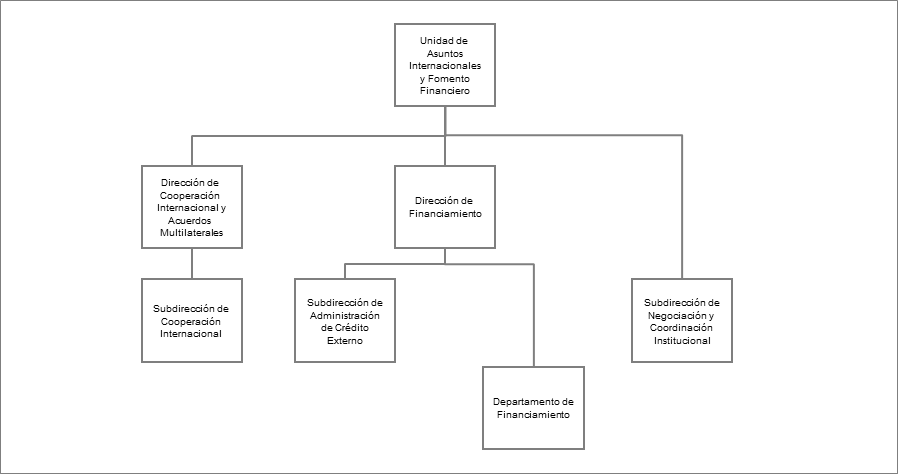 Unidad de
Asuntos
Internacionales
y Fomento
Financiero
Dirección de
Cooperación
Internacional y
Acuerdos
Multilaterales
Dirección de
Financiamiento
Subdirección de
Cooperación
Internacional
Subdirección de
Administración
de Crédito
Externo
Subdirección de
Negociación y
Coordinación
Institucional
Departamento de
Financiamiento